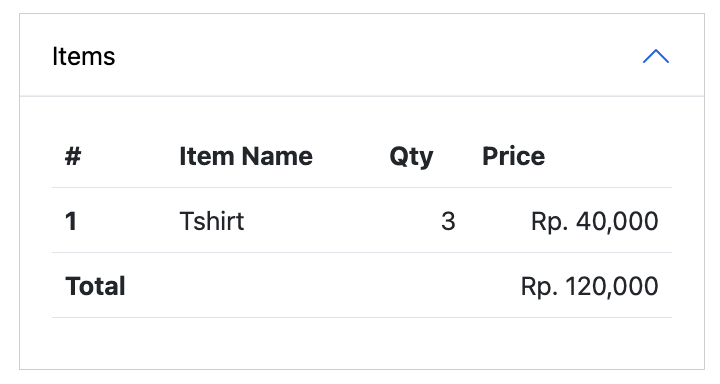 Items
# Item Name Qty Price
1 Tshirt 3 Rp. 40,000
Total Rp. 120,000